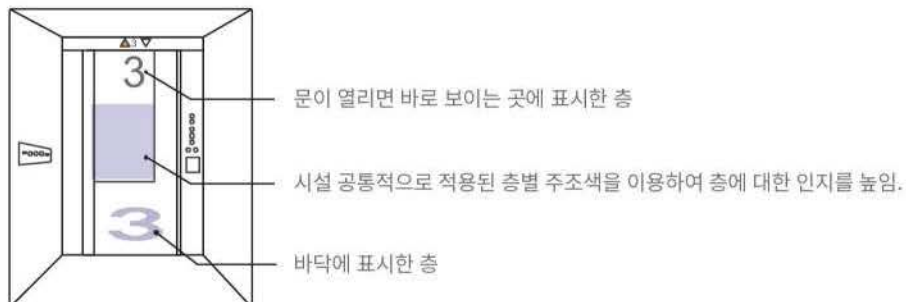 3
3
문이 열리면 바로 보이는 곳에 표시한 층
시설 공통적으로 적용된 층별 주조색을 이용하여 층에 대한 인지를 높임.
3
바닥에 표시한 층